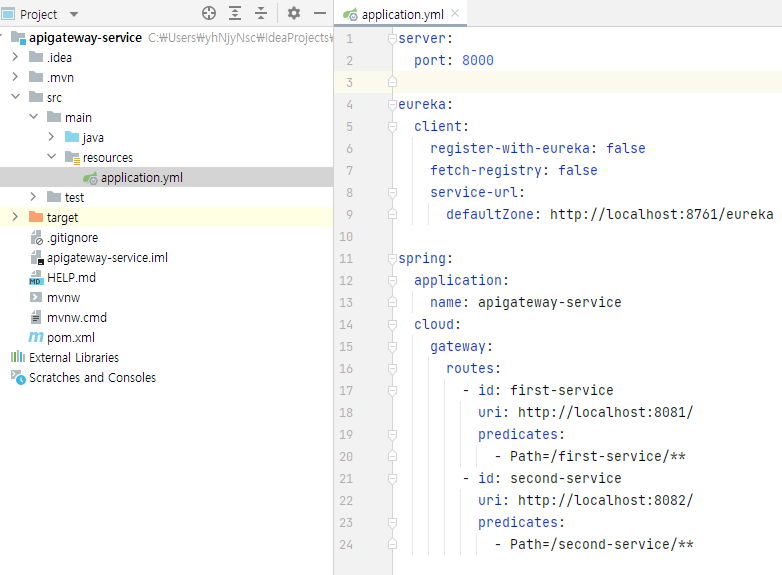 Project
apigateway-service C:₩Users₩yhNjyNsc₩IdeaProjects₩
.idea
.mvn
src
main
java
resources
application.yml
test
target
.gitignore
apigateway-service.iml
HELP.md
mvnw
mvnw.cmd
pom.xml
External Libraries
Scratches and Consoles
application.yml
1 server:
2   port: 8000
3
4 eureka:
5   client:
6     register-with-eureka: false
7     fetch-registry: false
8     service-url:
9       defaultZone: http://localhost:8761/eureka
10
11 spring:
12   application:
13     name: apigateway-service
14   cloud:
15     gateway:
16       routes:
17         - id: first-service
18           uri: http://localhost:8081/
19           predicates:
20             - Path=/first-service/**
21         - id: second-service
22           uri: http://localhost:8082/
23           predicates:
24             - Path=/second-service/**